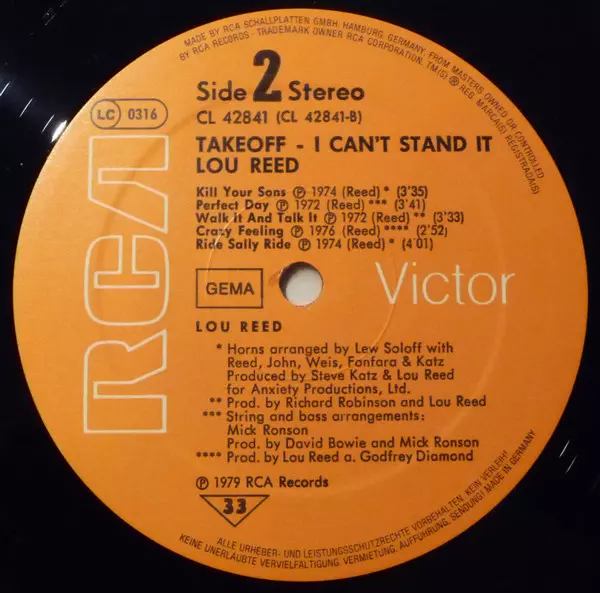 MADE BY RCA SCHALLPLATTEN GMBH, HAMBURG, GERMANY, FROM MASTERS OWNED OR CONTROLLED
BY RCA RECORDS - TRADEMARK OWNER RCA CORPORATION. TM(S) ® REG. MARCA(S) REGISTRADA(S)
Side 2 Stereo
CL 42841 (CL 42841-B)
LC 0316
TAKEOFF - I CAN'T STAND IT
LOU REED
Kill Your Sons ℗ 1974 (Reed) * (3'35)
Perfect Day ℗ 1972 (Reed) *** (3'41)
Walk It And Talk It ℗ 1972 (Reed) ** (3'33)
Crazy Feeling ℗ 1976 (Reed) **** (2'52)
Ride Sally Ride ℗ 1974 (Reed) * (4'01)
RCA
GEMA
Victor
LOU REED
* Horns arranged by Lew Soloff with
Reed, John, Weis, Fonfara & Katz
Produced by Steve Katz & Lou Reed
for Anxiety Productions, Ltd.
** Prod. by Richard Robinson and Lou Reed
*** String and bass arrangements:
Mick Ronson
Prod. by David Bowie and Mick Ronson
**** Prod. by Lou Reed a. Godfrey Diamond
℗ 1979 RCA Records
33
ALLE URHEBER- UND LEISTUNGSSCHUTZRECHTE VORBEHALTEN. KEIN VERLEIH!
KEINE UNERLAUBTE VERVIELFÄLTIGUNG, VERMIETUNG, AUFFÜHRUNG, SENDUNG! MADE IN GERMANY